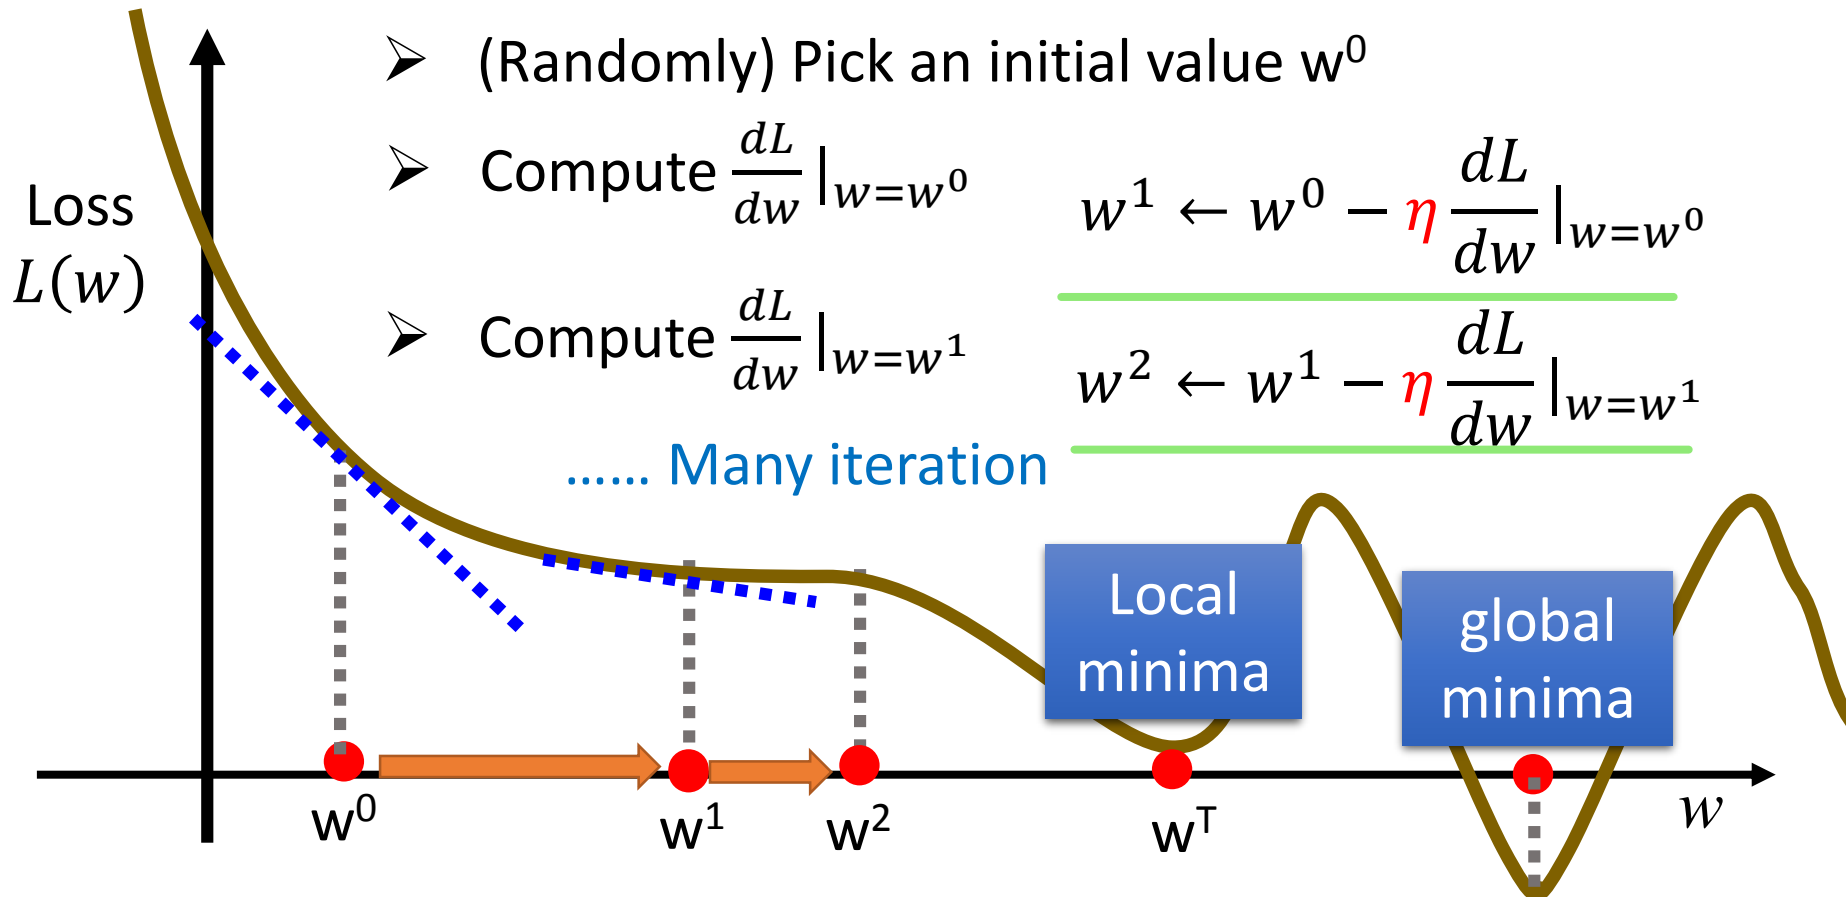 ➢ (Randomly) Pick an initial value w⁰
➢ Compute dL/dw |w=w⁰
w¹ ← w⁰ − η dL/dw |w=w⁰
Loss
L(w)
➢ Compute dL/dw |w=w¹
w² ← w¹ − η dL/dw |w=w¹
...... Many iteration
Local
minima
global
minima
w⁰
w¹
w²
wᵀ
w